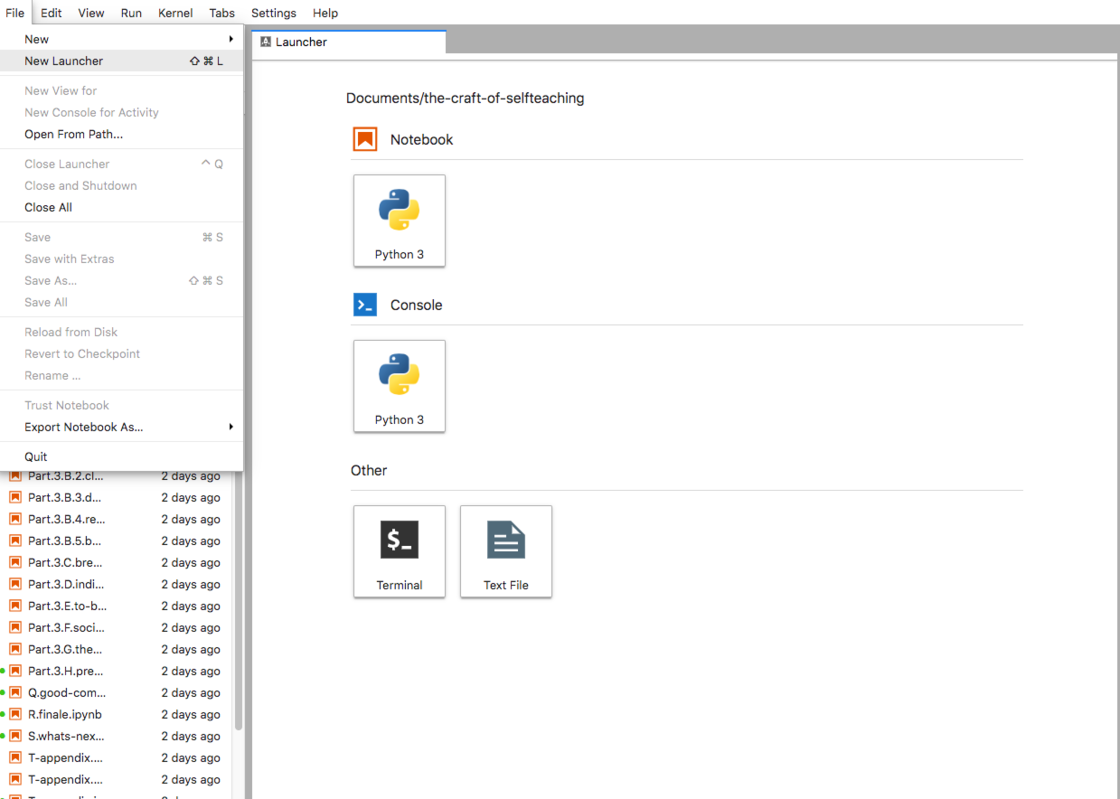 File Edit View Run Kernel Tabs Settings Help
New
New Launcher ⇧ ⌘ L
New View for
New Console for Activity
Open From Path...
Close Launcher ^ Q
Close and Shutdown
Close All
Save ⌘ S
Save with Extras
Save As... ⇧ ⌘ S
Save All
Reload from Disk
Revert to Checkpoint
Rename ...
Trust Notebook
Export Notebook As...
Quit
Part.3.B.2.cl... 2 days ago
Part.3.B.3.d... 2 days ago
Part.3.B.4.re... 2 days ago
Part.3.B.5.b... 2 days ago
Part.3.C.bre... 2 days ago
Part.3.D.indi... 2 days ago
Part.3.E.to-b... 2 days ago
Part.3.F.soci... 2 days ago
Part.3.G.the... 2 days ago
Part.3.H.pre... 2 days ago
Q.good-com... 2 days ago
R.finale.ipynb 2 days ago
S.whats-nex... 2 days ago
T-appendix.... 2 days ago
T-appendix.... 2 days ago
Launcher
Documents/the-craft-of-selfteaching
Notebook
Python 3
Console
>_
Python 3
Other
$_
Terminal
Text File